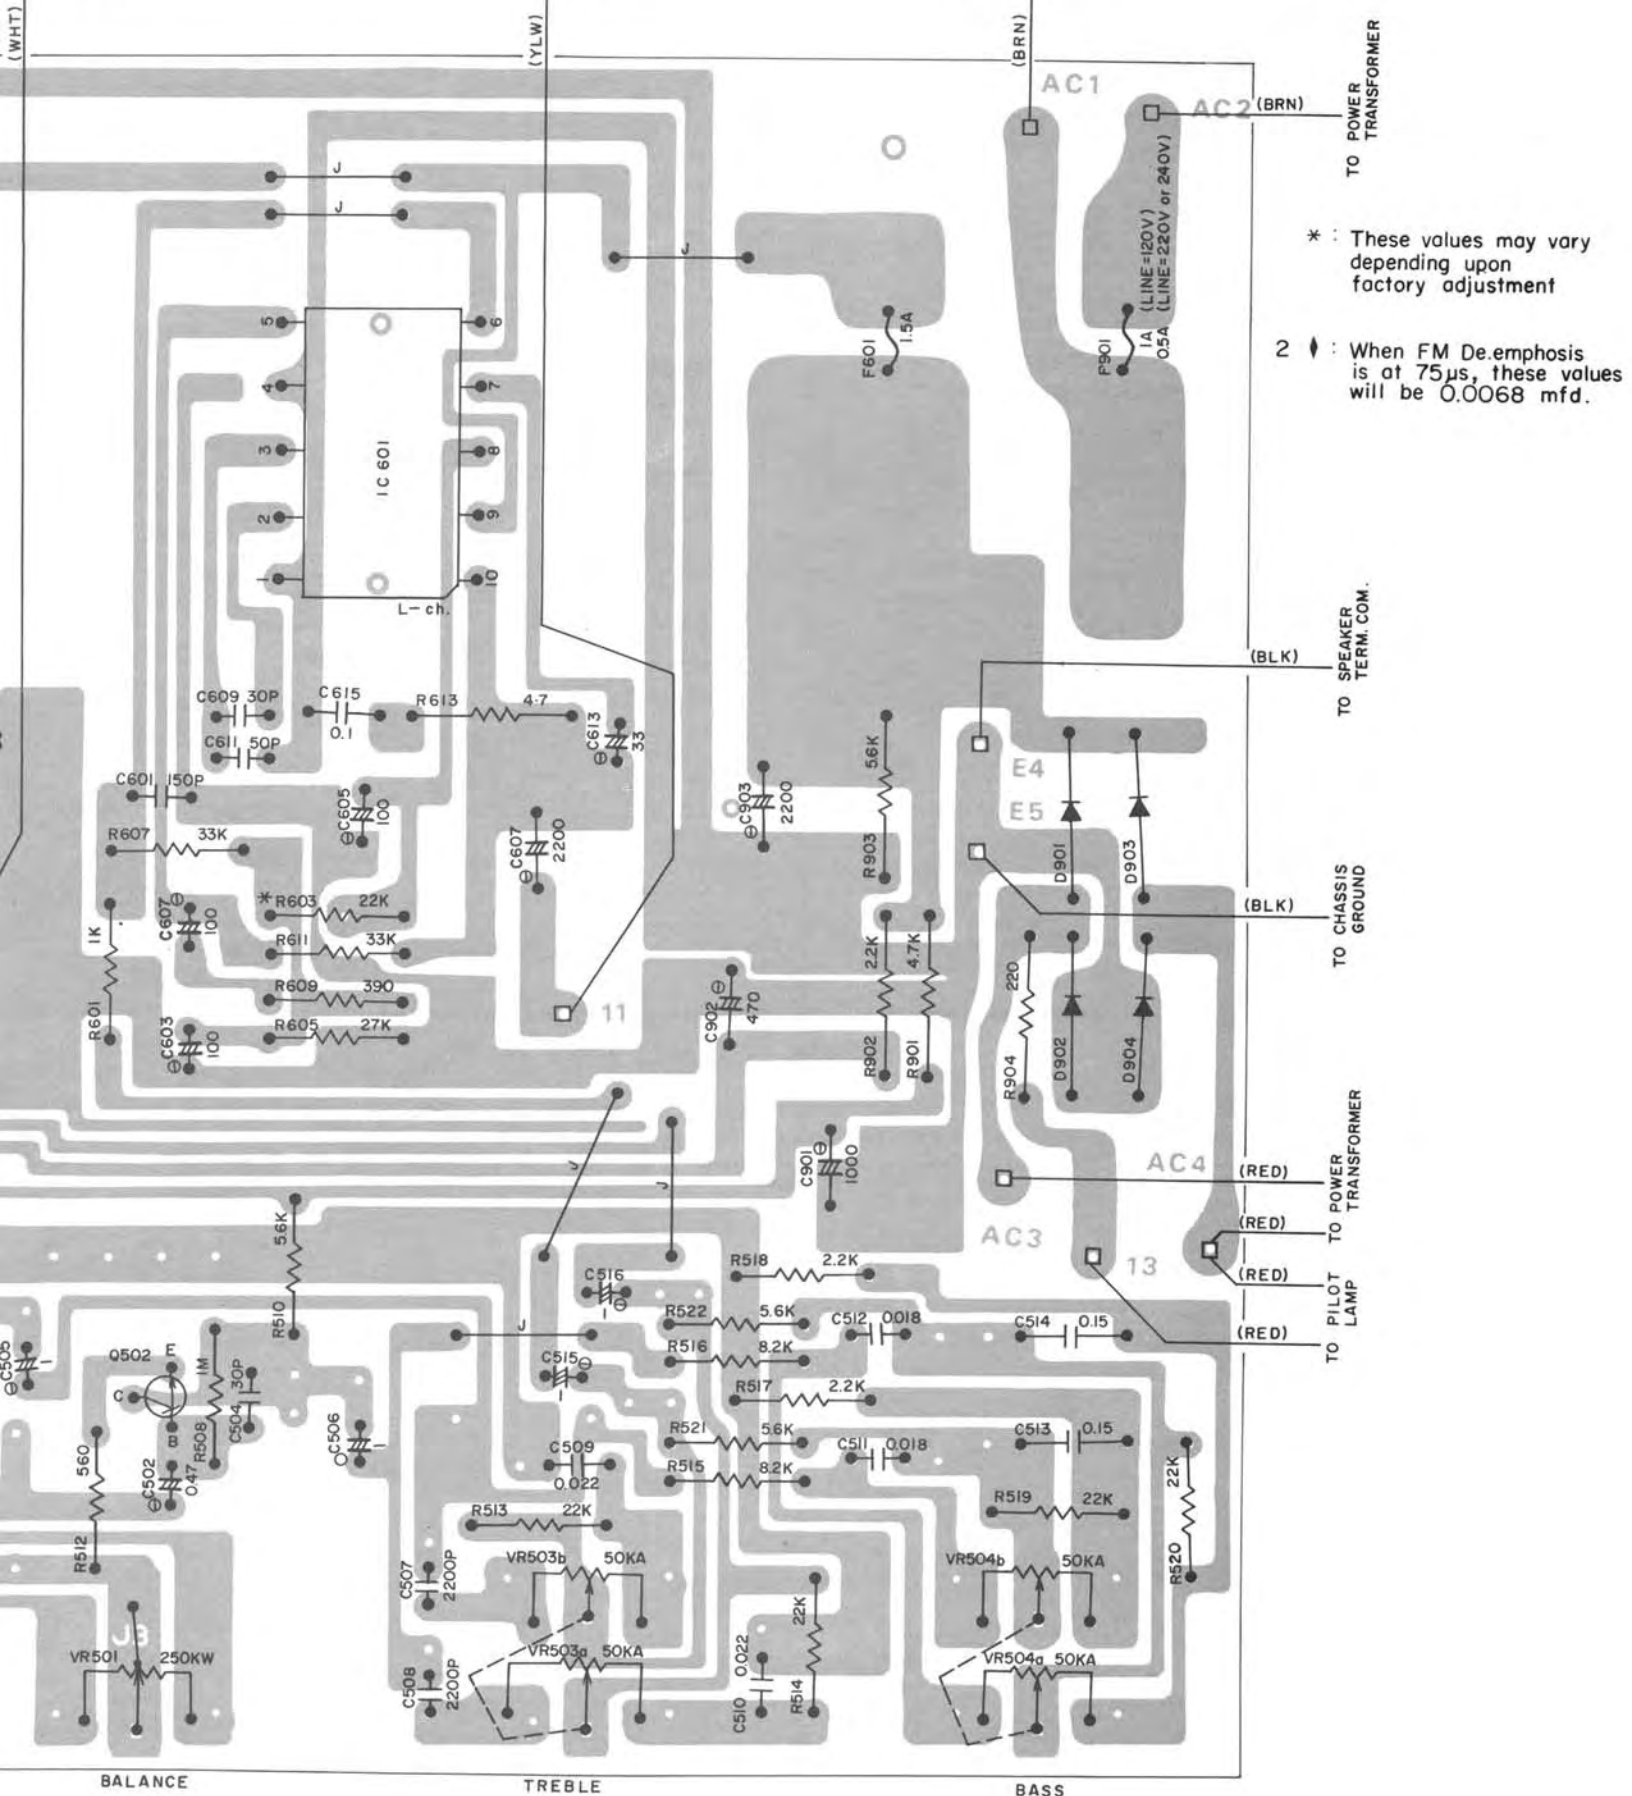 (WHT)
(YLW)
(BRN)
AC1
AC2
(BRN)
TO POWER
TRANSFORMER
J
J
J
* : These values may vary
depending upon
factory adjustment
2 ♦ : When FM De.emphosis
is at 75µs, these values
will be 0.0068 mfd.
1A (LINE=120V)
0.5A (LINE=220V or 240V)
F601
1.5A
F901
5
4
3
2
1
6
7
8
9
10
IC 601
L-ch.
(BLK)
TO SPEAKER
TERM. COM.
C609 30P
C615
0.1
R613
4.7
C611 50P
C613
33
C601 150P
C605
100
R607
33K
C607
2200
C903
2200
5.6K
R903
E4
E5
D901
D903
(BLK)
TO CHASSIS
GROUND
C607
100
* R603
22K
1K
R601
R611
33K
R609
390
R605
27K
C603
100
11
C902
470
2.2K
R902
4.7K
R901
220
R904
D902
D904
C901
1000
AC4
(RED)
TO POWER
TRANSFORMER
J
J
AC3
13
(RED)
(RED)
(RED)
TO PILOT
LAMP
5.6K
R510
R518
2.2K
C516
1
R522
5.6K
C512
0.018
C514
0.15
J
R516
8.2K
C505
1
Q502
E
C
B
1M
R508
30P
C504
C515
1
R517
2.2K
C506
1
R521
5.6K
C511
0.018
C513
0.15
560
R512
C502
0.47
C509
0.022
R515
8.2K
R513
22K
R519
22K
22K
R520
VR503b
50KA
VR504b
50KA
C507
2200P
22K
R514
VR501
250KW
VR503a
50KA
VR504a
50KA
C508
2200P
C510
0.022
BALANCE
TREBLE
BASS